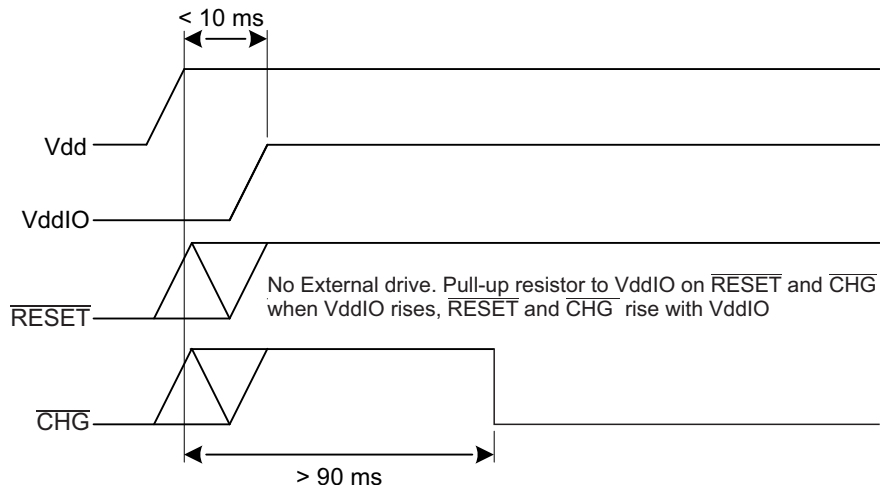 < 10 ms
Vdd
VddIO
No External drive. Pull-up resistor to VddIO on RESET and CHG
when VddIO rises, RESET and CHG rise with VddIO
RESET
CHG
> 90 ms